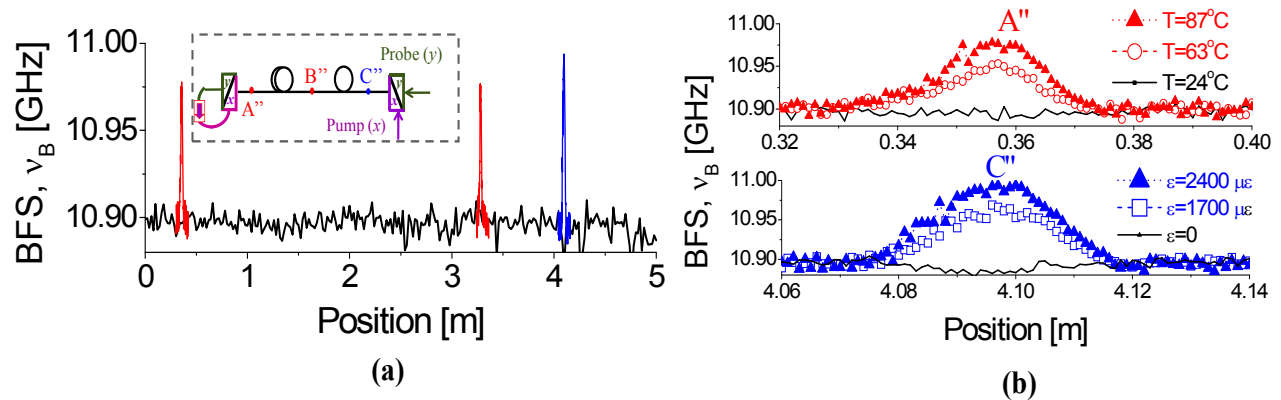 11.00
10.95
10.90
BFS, ν_B [GHz]
0 1 2 3 4 5
Position [m]
y
x
A''
B''
C''
Probe (y)
y
x
Pump (x)
(a)
11.00
10.95
10.90
A''
T=87°C
T=63°C
T=24°C
0.32 0.34 0.36 0.38 0.40
BFS, ν_B [GHz]
11.00
10.95
10.90
C''
ε=2400 με
ε=1700 με
ε=0
4.06 4.08 4.10 4.12 4.14
Position [m]
(b)